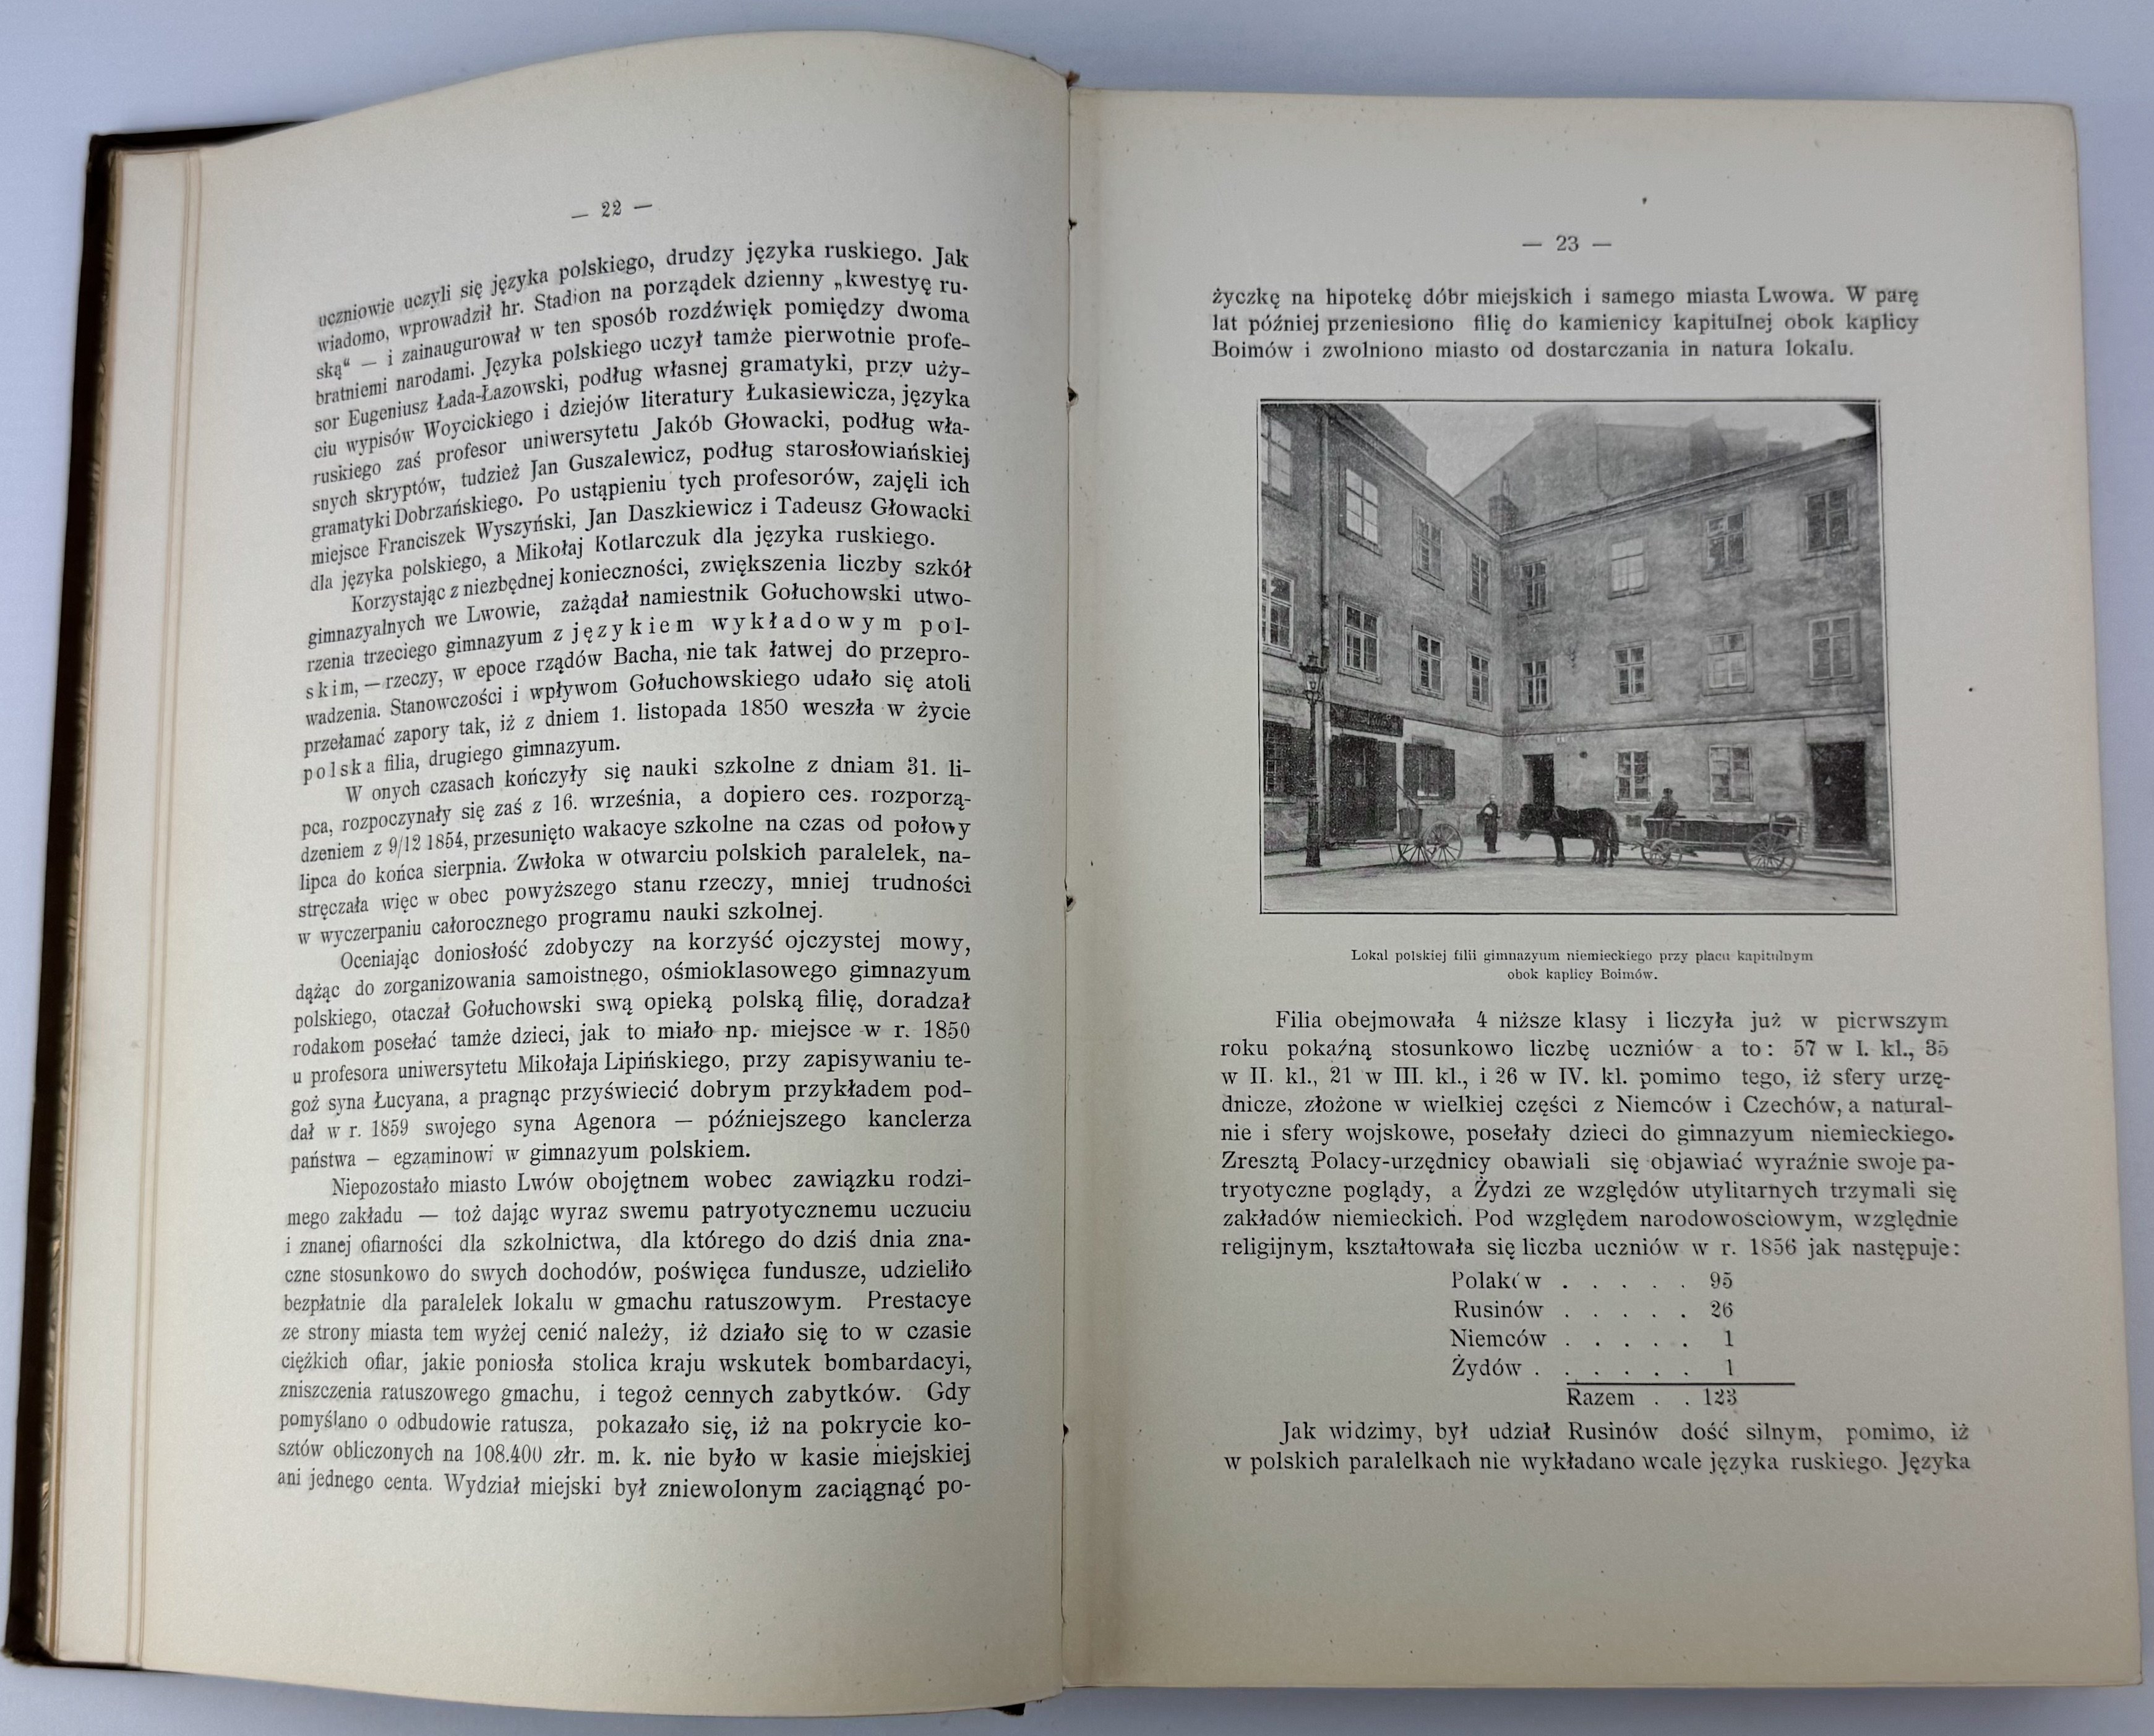 — 22 —
uczniowie uczyli się języka polskiego, drudzy języka ruskiego. Jak
wiadomo, wprowadził hr. Stadion na porządek dzienny „kwestyę ru-
ską“ — i zainaugurował w ten sposób rozdźwięk pomiędzy dwoma
bratniemi narodami. Języka polskiego uczył tamże pierwotnie profe-
sor Eugeniusz Łada-Łazowski, podług własnej gramatyki, przy uży-
ciu wypisów Woycickiego i dziejów literatury Łukasiewicza, języka
ruskiego zaś profesor uniwersytetu Jakób Głowacki, podług wła-
snych skryptów, tudzież Jan Guszalewicz, podług starosłowiańskiej
gramatyki Dobrzańskiego. Po ustąpieniu tych profesorów, zajęli ich
miejsce Franciszek Wyszyński, Jan Daszkiewicz i Tadeusz Głowacki
dla języka polskiego, a Mikołaj Kotlarczuk dla języka ruskiego.
Korzystając z niezbędnej konieczności, zwiększenia liczby szkół
gimnazyalnych we Lwowie, zażądał namiestnik Gołuchowski utwo-
rzenia trzeciego gimnazyum z językiem wykładowym pol-
skim, — rzeczy, w epoce rządów Bacha, nie tak łatwej do przepro-
wadzenia. Stanowczości i wpływom Gołuchowskiego udało się atoli
przełamać zapory tak, iż z dniem 1. listopada 1850 weszła w życie
polska filia, drugiego gimnazyum.
W onych czasach kończyły się nauki szkolne z dniam 31. li-
pca, rozpoczynały się zaś z 16. września, a dopiero ces. rozporzą-
dzeniem z 9/12 1854, przesunięto wakacye szkolne na czas od połowy
lipca do końca sierpnia. Zwłoka w otwarciu polskich paralelek, na-
stręczała więc w obec powyższego stanu rzeczy, mniej trudności
w wyczerpaniu całorocznego programu nauki szkolnej.
Oceniając doniosłość zdobyczy na korzyść ojczystej mowy,
dążąc do zorganizowania samoistnego, ośmioklasowego gimnazyum
polskiego, otaczał Gołuchowski swą opieką polską filię, doradzał
rodakom posełać tamże dzieci, jak to miało np. miejsce w r. 1850
u profesora uniwersytetu Mikołaja Lipińskiego, przy zapisywaniu te-
goż syna Łucyana, a pragnąc przyświecić dobrym przykładem pod-
dał w r. 1859 swojego syna Agenora — późniejszego kanclerza
państwa — egzaminowi w gimnazyum polskiem.
Niepozostało miasto Lwów obojętnem wobec zawiązku rodzi-
mego zakładu — toż dając wyraz swemu patryotycznemu uczuciu
i znanej ofiarności dla szkolnictwa, dla którego do dziś dnia zna-
czne stosunkowo do swych dochodów, poświęca fundusze, udzieliło
bezpłatnie dla paralelek lokalu w gmachu ratuszowym. Prestacye
ze strony miasta tem wyżej cenić należy, iż działo się to w czasie
ciężkich ofiar, jakie poniosła stolica kraju wskutek bombardacyi,
zniszczenia ratuszowego gmachu, i tegoż cennych zabytków. Gdy
pomyślano o odbudowie ratusza, pokazało się, iż na pokrycie ko-
sztów obliczonych na 108.400 złr. m. k. nie było w kasie miejskiej
ani jednego centa. Wydział miejski był zniewolonym zaciągnąć po-
— 23 —
życzkę na hipotekę dóbr miejskich i samego miasta Lwowa. W parę
lat później przeniesiono filię do kamienicy kapitulnej obok kaplicy
Boimów i zwolniono miasto od dostarczania in natura lokalu.
Lokal polskiej filii gimnazyum niemieckiego przy placu kapitulnym
obok kaplicy Boimów.
Filia obejmowała 4 niższe klasy i liczyła już w pierwszym
roku pokaźną stosunkowo liczbę uczniów a to: 57 w I. kl., 35
w II. kl., 21 w III. kl., i 26 w IV. kl. pomimo tego, iż sfery urzę-
dnicze, złożone w wielkiej części z Niemców i Czechów, a natural-
nie i sfery wojskowe, posełały dzieci do gimnazyum niemieckiego.
Zresztą Polacy-urzędnicy obawiali się objawiać wyraźnie swoje pa-
tryotyczne poglądy, a Żydzi ze względów utylitarnych trzymali się
zakładów niemieckich. Pod względem narodowościowym, względnie
religijnym, kształtowała się liczba uczniów w r. 1856 jak następuje:
Polaków . . . . . 95
Rusinów . . . . . 26
Niemców . . . . . 1
Żydów . . . . . . 1
Razem . . 123
Jak widzimy, był udział Rusinów dość silnym, pomimo, iż
w polskich paralelkach nie wykładano wcale języka ruskiego. Języka